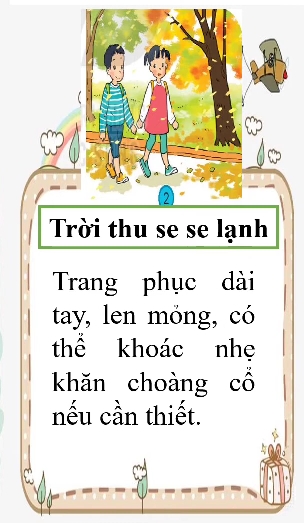 2
Trời thu se se lạnh
Trang phục dài
tay, len mỏng, có
thể khoác nhẹ
khăn choàng cổ
nếu cần thiết.